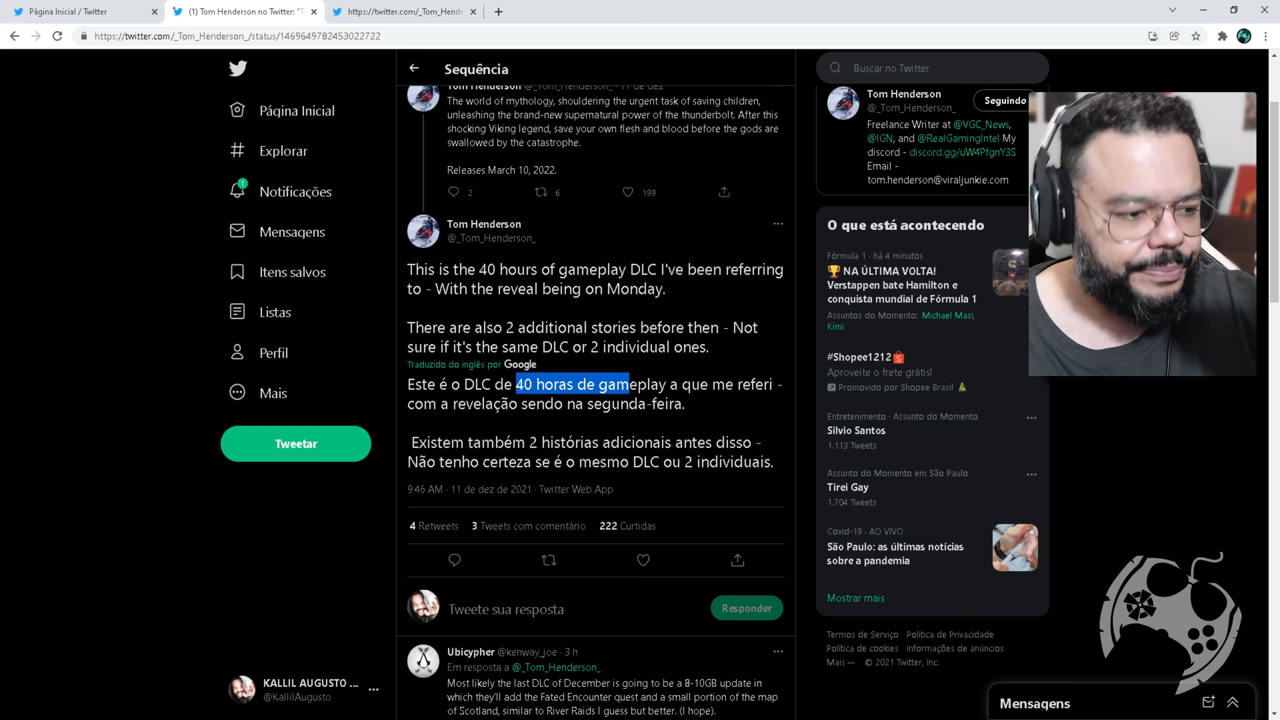 Página Inicial / Twitter
(1) Tom Henderson no Twitter: "T
https://twitter.com/_Tom_Hende
https://twitter.com/_Tom_Henderson_/status/1469649782453022722
Página Inicial
Explorar
1
Notificações
Mensagens
Itens salvos
Listas
Perfil
Mais
Tweetar
KALLIL AUGUSTO ...
@KallilAugusto
Sequência
Tom Henderson @_Tom_Henderson_ · 11 de dez
The world of mythology, shouldering the urgent task of saving children,
unleashing the brand-new supernatural power of the thunderbolt. After this
shocking Viking legend, save your own flesh and blood before the gods are
swallowed by the catastrophe.
Releases March 10, 2022.
2 6 199
Tom Henderson
@_Tom_Henderson_
This is the 40 hours of gameplay DLC I've been referring
to - With the reveal being on Monday.
There are also 2 additional stories before then - Not
sure if it's the same DLC or 2 individual ones.
Traduzido do inglês por Google
Este é o DLC de 40 horas de gameplay a que me referi -
com a revelação sendo na segunda-feira.
Existem também 2 histórias adicionais antes disso -
Não tenho certeza se é o mesmo DLC ou 2 individuais.
9:46 AM · 11 de dez de 2021 · Twitter Web App
4 Retweets 3 Tweets com comentário 222 Curtidas
Tweete sua resposta
Responder
Ubicypher @kenway_joe · 3 h
Em resposta a @_Tom_Henderson_
Most likely the last DLC of December is going to be a 8-10GB update in
which they'll add the Fated Encounter quest and a small portion of the map
of Scotland, similar to River Raids I guess but better. (I hope).
Buscar no Twitter
Tom Henderson
@_Tom_Henderson_
Seguindo
Freelance Writer at @VGC_News,
@IGN, and @RealGamingIntel My
discord - discord.gg/uW4PfgnY3S
Email -
tom.henderson@viraljunkie.com
O que está acontecendo
Fórmula 1 · há 4 minutos
NA ÚLTIMA VOLTA!
Verstappen bate Hamilton e
conquista mundial de Fórmula 1
Assuntos do Momento: Michael Masi,
Kimi
#Shopee1212
Aproveite o frete grátis!
Promovido por Shopee Brasil
Entretenimento · Assunto do Momento
Silvio Santos
1.113 Tweets
Assunto do Momento em São Paulo
Tirei Gay
1.704 Tweets
Covid-19 · AO VIVO
São Paulo: as últimas notícias
sobre a pandemia
Mostrar mais
Termos de Serviço Política de Privacidade
Política de cookies Informações de anúncios
Mais ··· © 2021 Twitter, Inc.
Mensagens